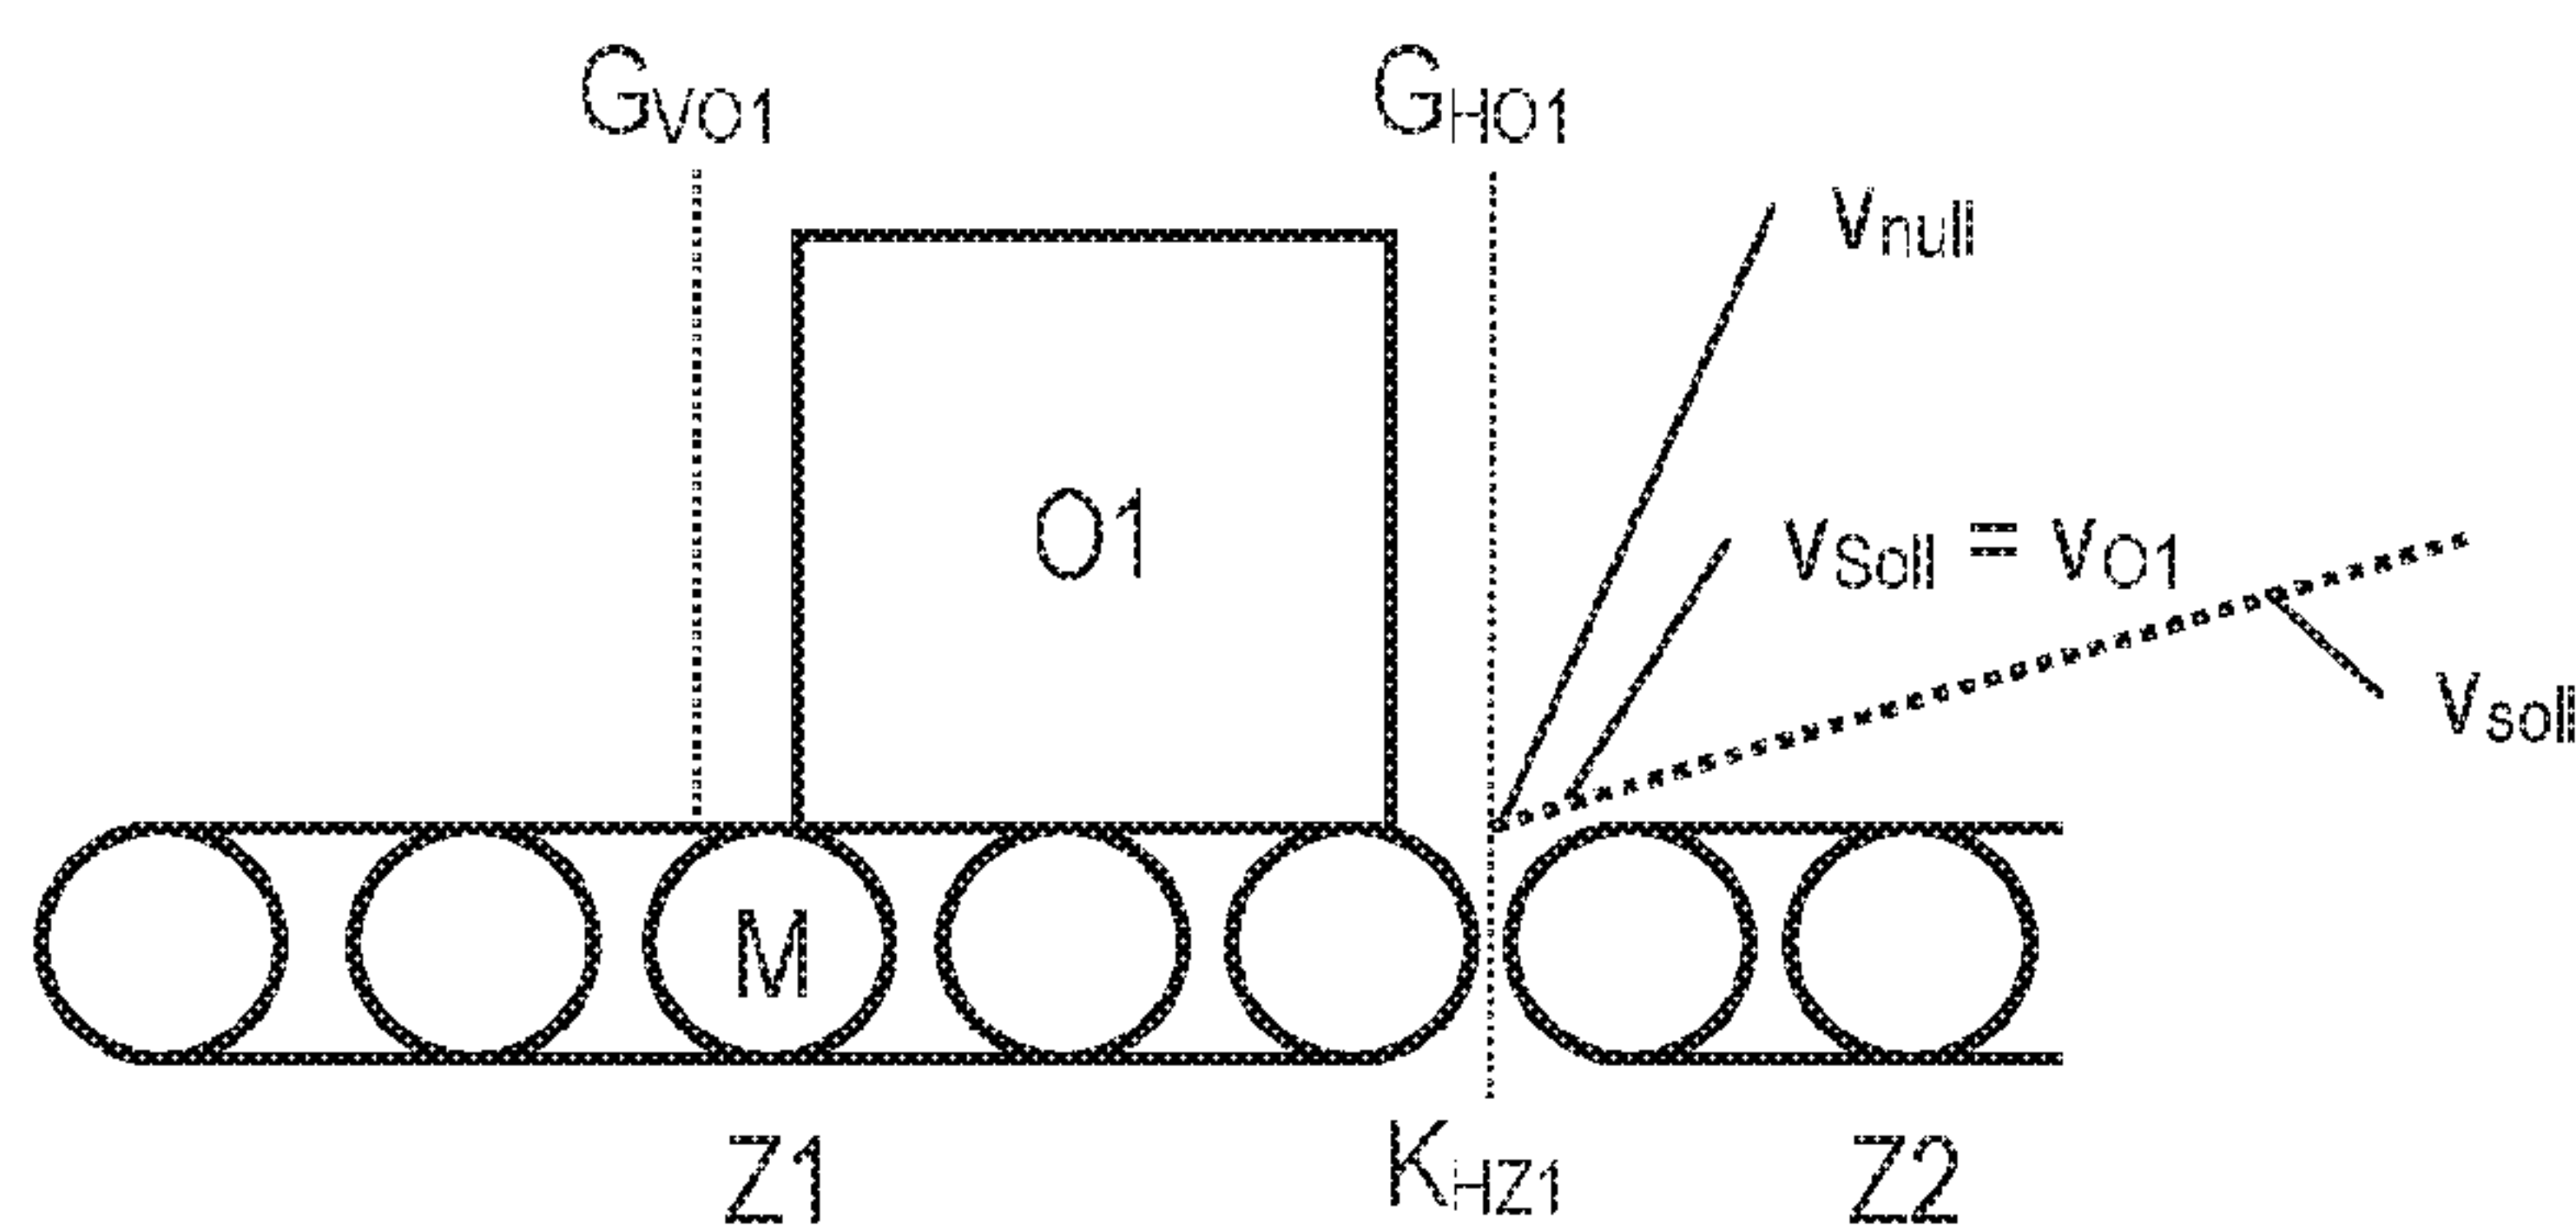 GVO1
GHO1
vnull
O1
vSoll = vO1
vsoll
M
Z1
KHZ1
Z2